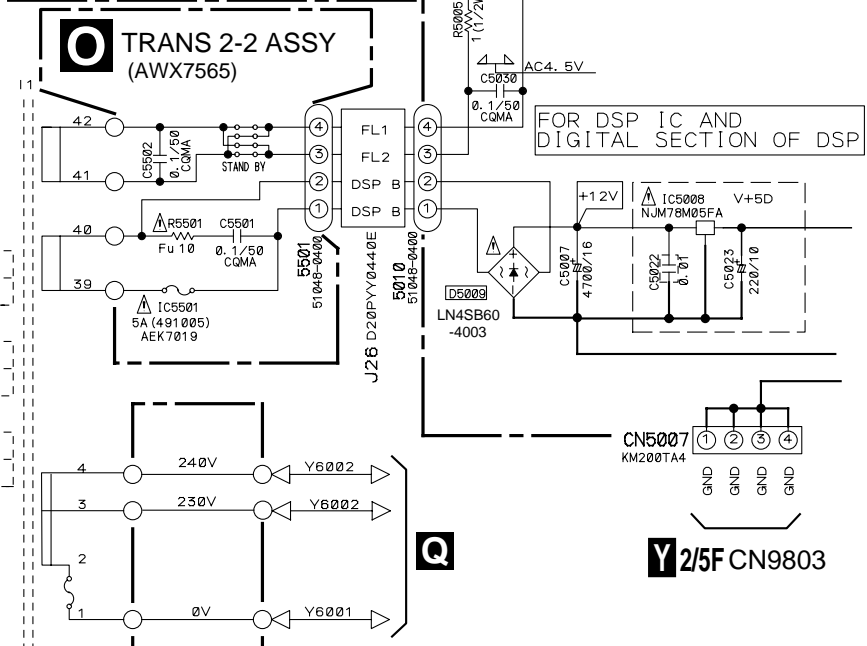 O TRANS 2-2 ASSY
(AWX7565)
R5005
1 (1/2W
AC4. 5V
C5030
0. 1/50
CQMA
FOR DSP IC AND
DIGITAL SECTION OF DSP
42
C5502
0. 1/50
CQMA
STAND BY
41
4 FL1 4
3 FL2 3
2 DSP B 2
1 DSP B 1
40
R5501
Fu 10
C5501
0. 1/50
CQMA
39
IC5501
5A (491005)
AEK7019
5501
51048-0400
J26 D20PYY0440E
5010
51048-0400
D5009
LN4SB60
-4003
+
+12V
C5007
4700/16
+
IC5008
NJM78M05FA
V+5D
C5022
0. 01
C5023
220/10
+
CN5007
KM200TA4
1 2 3 4
GND GND GND GND
Y 2/5F CN9803
4 240V Y6002
3 230V Y6002
2
1 0V Y6001
Q